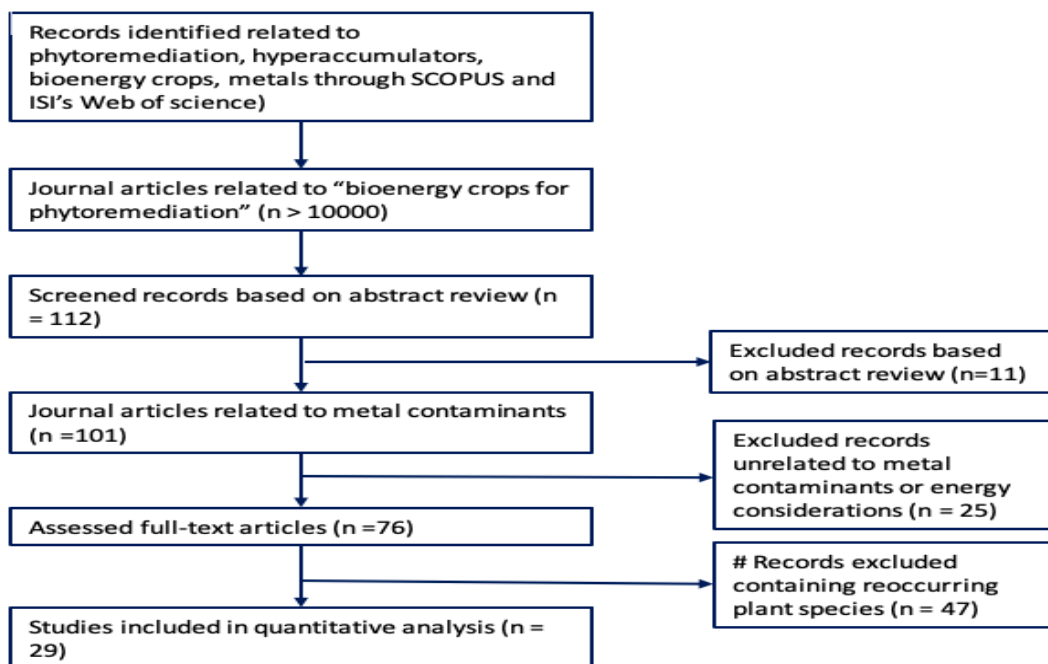 Records identified related to
phytoremediation, hyperaccumulators,
bioenergy crops, metals through SCOPUS and
ISI's Web of science)
Journal articles related to “bioenergy crops for
phytoremediation” (n > 10000)
Screened records based on abstract review (n
= 112)
Excluded records based
on abstract review (n=11)
Journal articles related to metal contaminants
(n =101)
Excluded records
unrelated to metal
contaminants or energy
considerations (n = 25)
Assessed full-text articles (n =76)
# Records excluded
containing reoccurring
plant species (n = 47)
Studies included in quantitative analysis (n =
29)